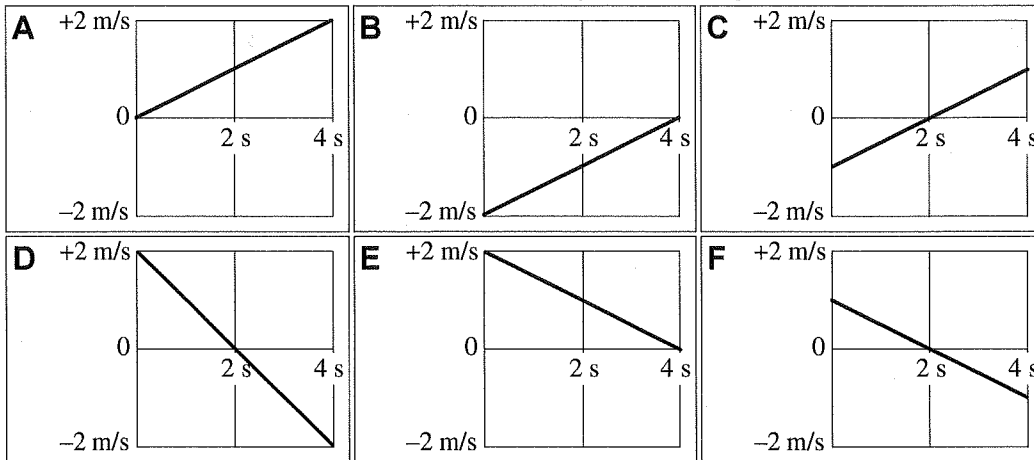 A +2 m/s
0
2 s 4 s
–2 m/s
B +2 m/s
0
2 s 4 s
–2 m/s
C +2 m/s
0
2 s 4 s
–2 m/s
D +2 m/s
0
2 s 4 s
–2 m/s
E +2 m/s
0
2 s 4 s
–2 m/s
F +2 m/s
0
2 s 4 s
–2 m/s